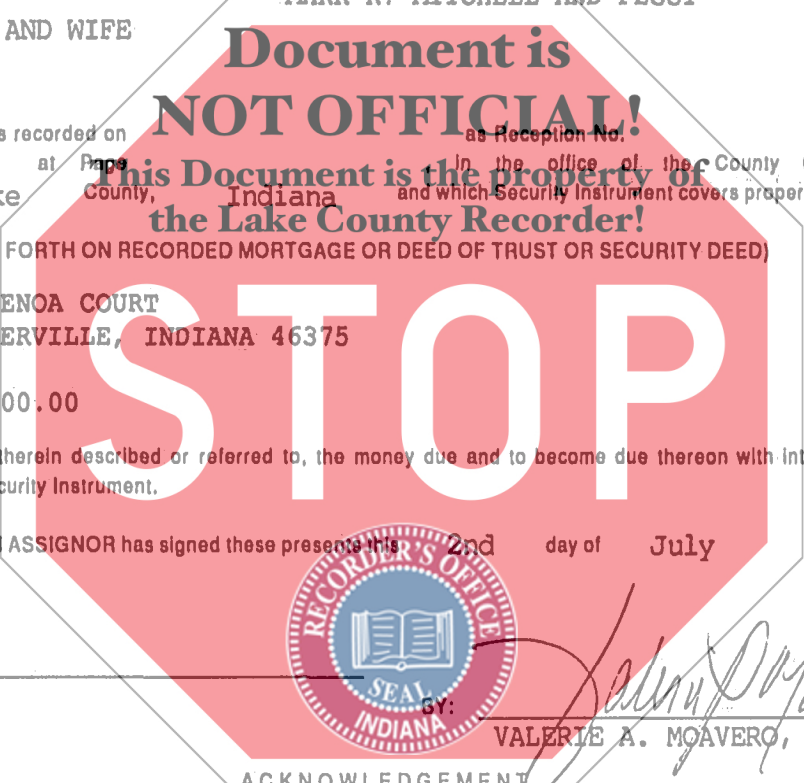 AND WIFE
Document is
NOT OFFICIAL!
s recorded on as Reception No.
at Page in the office of the County
This Document is the property of
ke County, Indiana and which Security Instrument covers proper
the Lake County Recorder!
FORTH ON RECORDED MORTGAGE OR DEED OF TRUST OR SECURITY DEED)
ENOA COURT
ERVILLE, INDIANA 46375
STOP
00.00
therein described or referred to, the money due and to become due thereon with int
curity Instrument.
ASSIGNOR has signed these presents this 2nd day of July
RECORDER'S OFFICE
SEAL
INDIANA
BY:
VALERIE A. MOAVERO,
ACKNOWLEDGEMENT